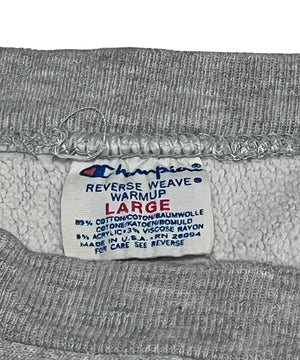 Champion
REVERSE WEAVE®
WARMUP
LARGE
89% COTTON/COTON/BAUMWOLLE
COTONE/KATOEN/BOMULD
8% ACRYLIC•3% VISCOSE RAYON
MADE IN U.S.A.•RN 26094
FOR CARE SEE REVERSE